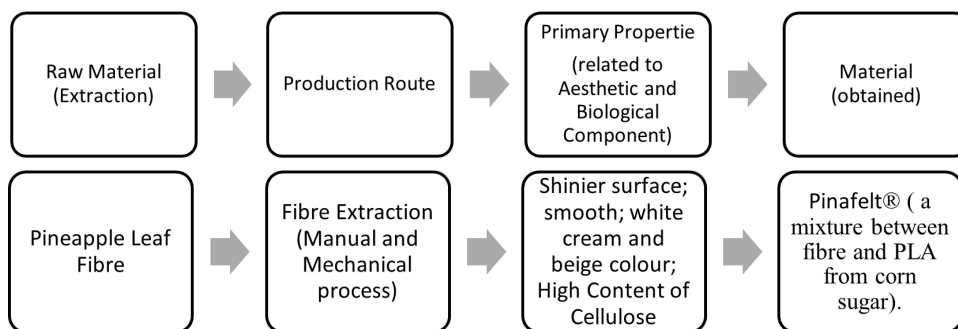 Raw Material
(Extraction)
Production Route
Primary Propertie
(related to
Aesthetic and
Biological
Component)
Material
(obtained)
Pineapple Leaf
Fibre
Fibre Extraction
(Manual and
Mechanical
process)
Shinier surface;
smooth; white
cream and
beige colour;
High Content of
Cellulose
Pinafelt® ( a
mixture between
fibre and PLA
from corn
sugar).